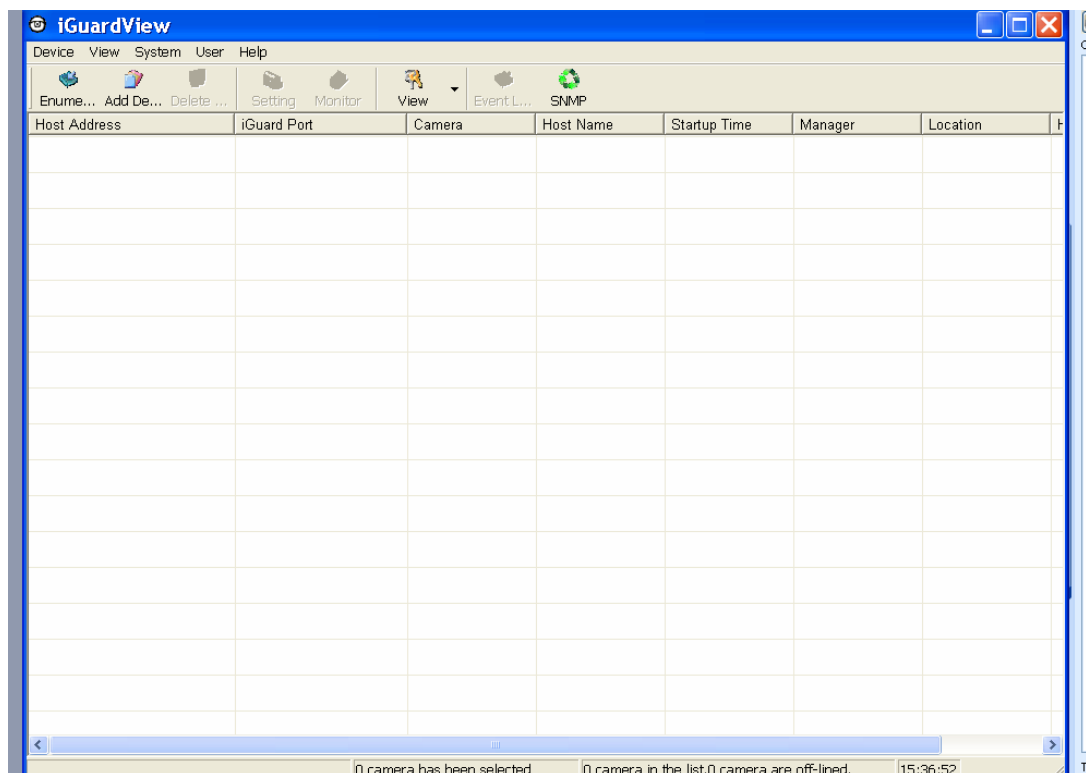 iGuardView
Device View System User Help
Enume... Add De... Delete ... Setting Monitor View Event L... SNMP
Host Address iGuard Port Camera Host Name Startup Time Manager Location
0 camera has been selected 0 camera in the list,0 camera are off-lined. 15:36:52